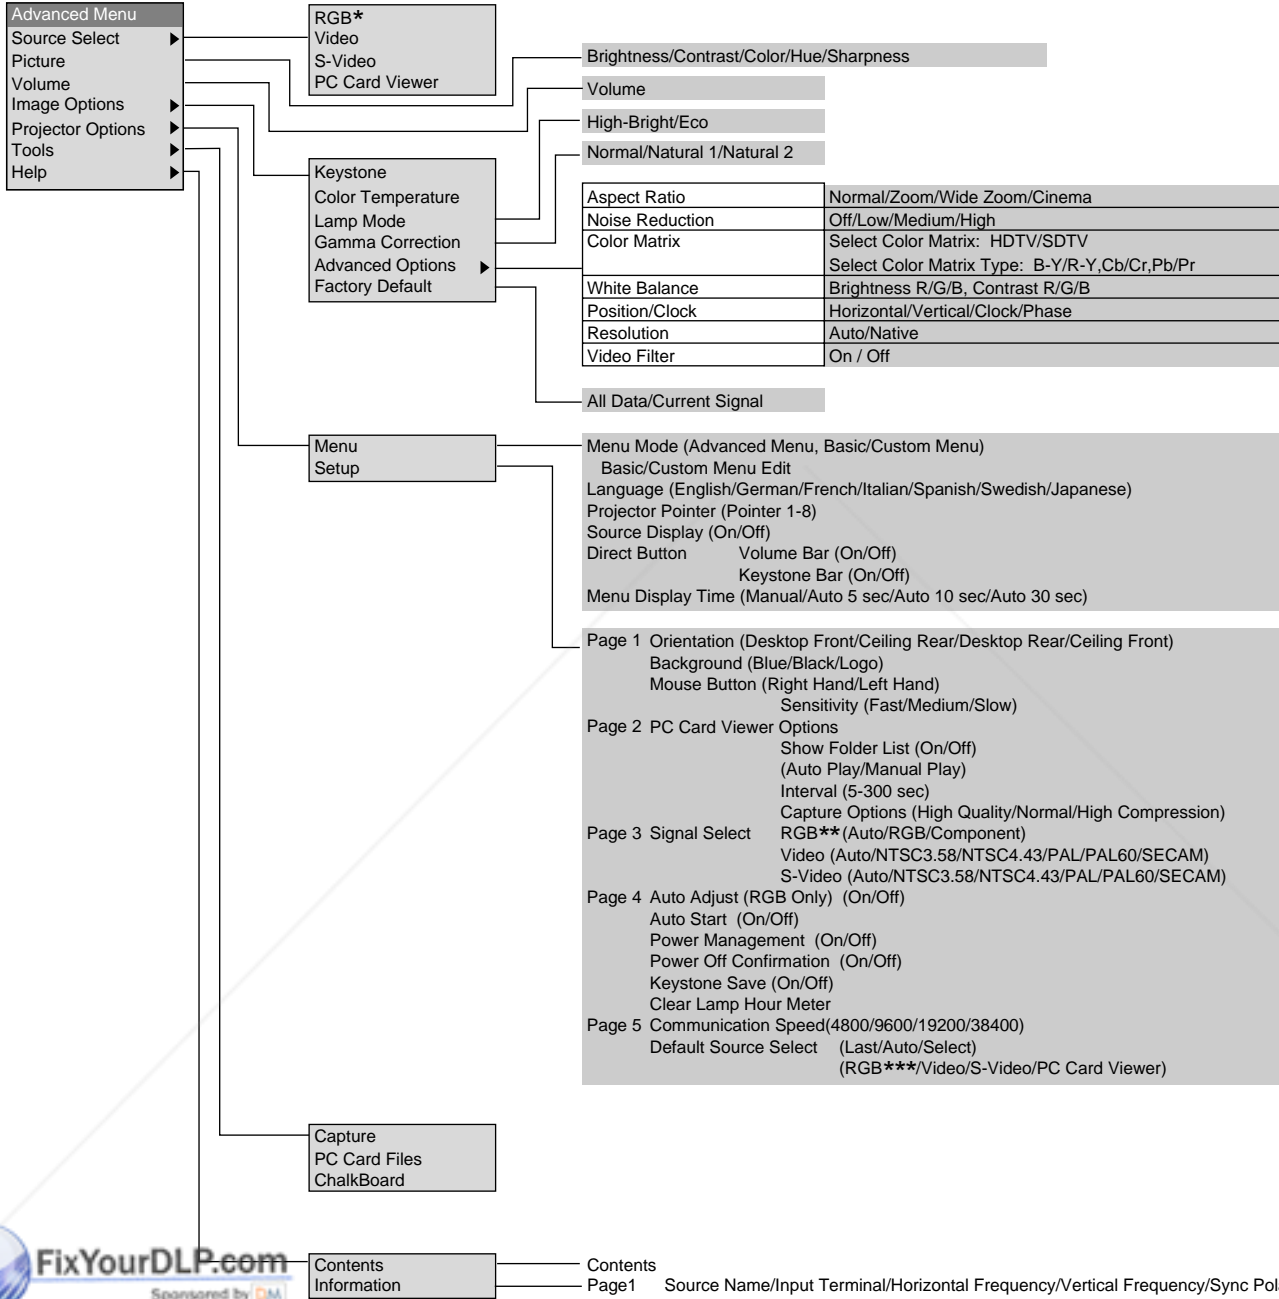 Advanced Menu
Source Select
Picture
Volume
Image Options
Projector Options
Tools
Help
RGB*
Video
S-Video
PC Card Viewer
Brightness/Contrast/Color/Hue/Sharpness
Volume
High-Bright/Eco
Normal/Natural 1/Natural 2
Keystone
Color Temperature
Lamp Mode
Gamma Correction
Advanced Options
Factory Default
Aspect Ratio Normal/Zoom/Wide Zoom/Cinema
Noise Reduction Off/Low/Medium/High
Color Matrix Select Color Matrix: HDTV/SDTV
Select Color Matrix Type: B-Y/R-Y,Cb/Cr,Pb/Pr
White Balance Brightness R/G/B, Contrast R/G/B
Position/Clock Horizontal/Vertical/Clock/Phase
Resolution Auto/Native
Video Filter On / Off
All Data/Current Signal
Menu
Setup
Menu Mode (Advanced Menu, Basic/Custom Menu)
Basic/Custom Menu Edit
Language (English/German/French/Italian/Spanish/Swedish/Japanese)
Projector Pointer (Pointer 1-8)
Source Display (On/Off)
Direct Button Volume Bar (On/Off)
Keystone Bar (On/Off)
Menu Display Time (Manual/Auto 5 sec/Auto 10 sec/Auto 30 sec)
Page 1 Orientation (Desktop Front/Ceiling Rear/Desktop Rear/Ceiling Front)
Background (Blue/Black/Logo)
Mouse Button (Right Hand/Left Hand)
Sensitivity (Fast/Medium/Slow)
Page 2 PC Card Viewer Options
Show Folder List (On/Off)
(Auto Play/Manual Play)
Interval (5-300 sec)
Capture Options (High Quality/Normal/High Compression)
Page 3 Signal Select RGB**(Auto/RGB/Component)
Video (Auto/NTSC3.58/NTSC4.43/PAL/PAL60/SECAM)
S-Video (Auto/NTSC3.58/NTSC4.43/PAL/PAL60/SECAM)
Page 4 Auto Adjust (RGB Only) (On/Off)
Auto Start (On/Off)
Power Management (On/Off)
Power Off Confirmation (On/Off)
Keystone Save (On/Off)
Clear Lamp Hour Meter
Page 5 Communication Speed(4800/9600/19200/38400)
Default Source Select (Last/Auto/Select)
(RGB***/Video/S-Video/PC Card Viewer)
Capture
PC Card Files
ChalkBoard
FixYourDLP.com
Sponsored by DM
Contents
Information
Contents
Page1 Source Name/Input Terminal/Horizontal Frequency/Vertical Frequency/Sync Pol